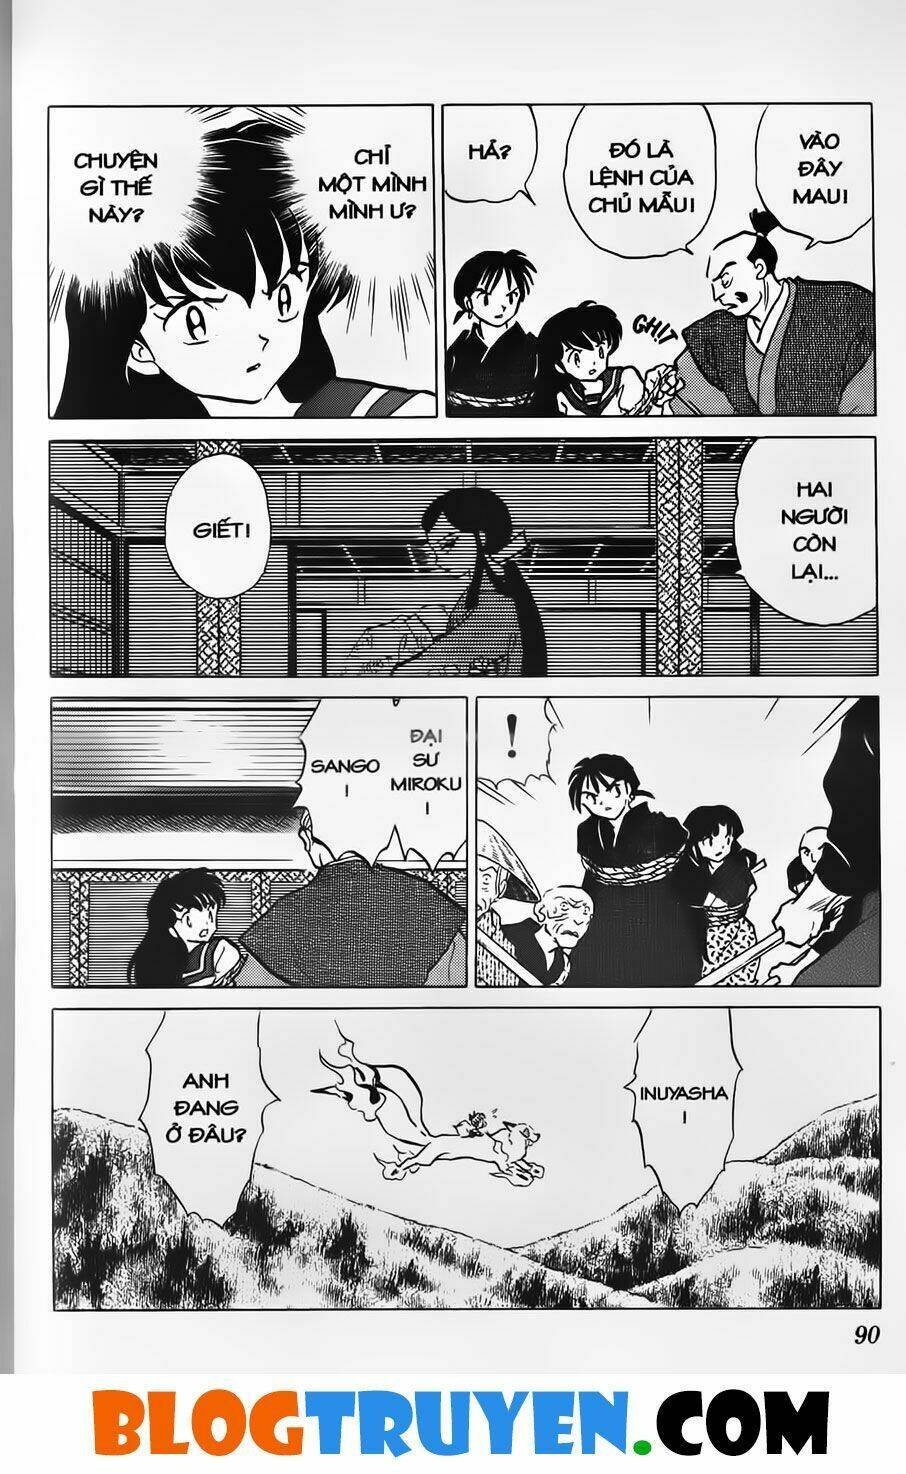 VÀO
ĐÂY
MAU!
ĐÓ LÀ
LỆNH CỦA
CHỦ MẪU!
HẢ?
GHỊT
CHỈ
MỘT MÌNH
MÌNH Ư?
CHUYỆN
GÌ THẾ
NÀY?
HAI
NGƯỜI
CÒN
LẠI...
GIẾT!
!
ĐẠI
SƯ
MIROKU
!
SANGO
!
INUYASHA
!
ANH
ĐANG
Ở ĐÂU?
90
BLOGTRUYEN.COM